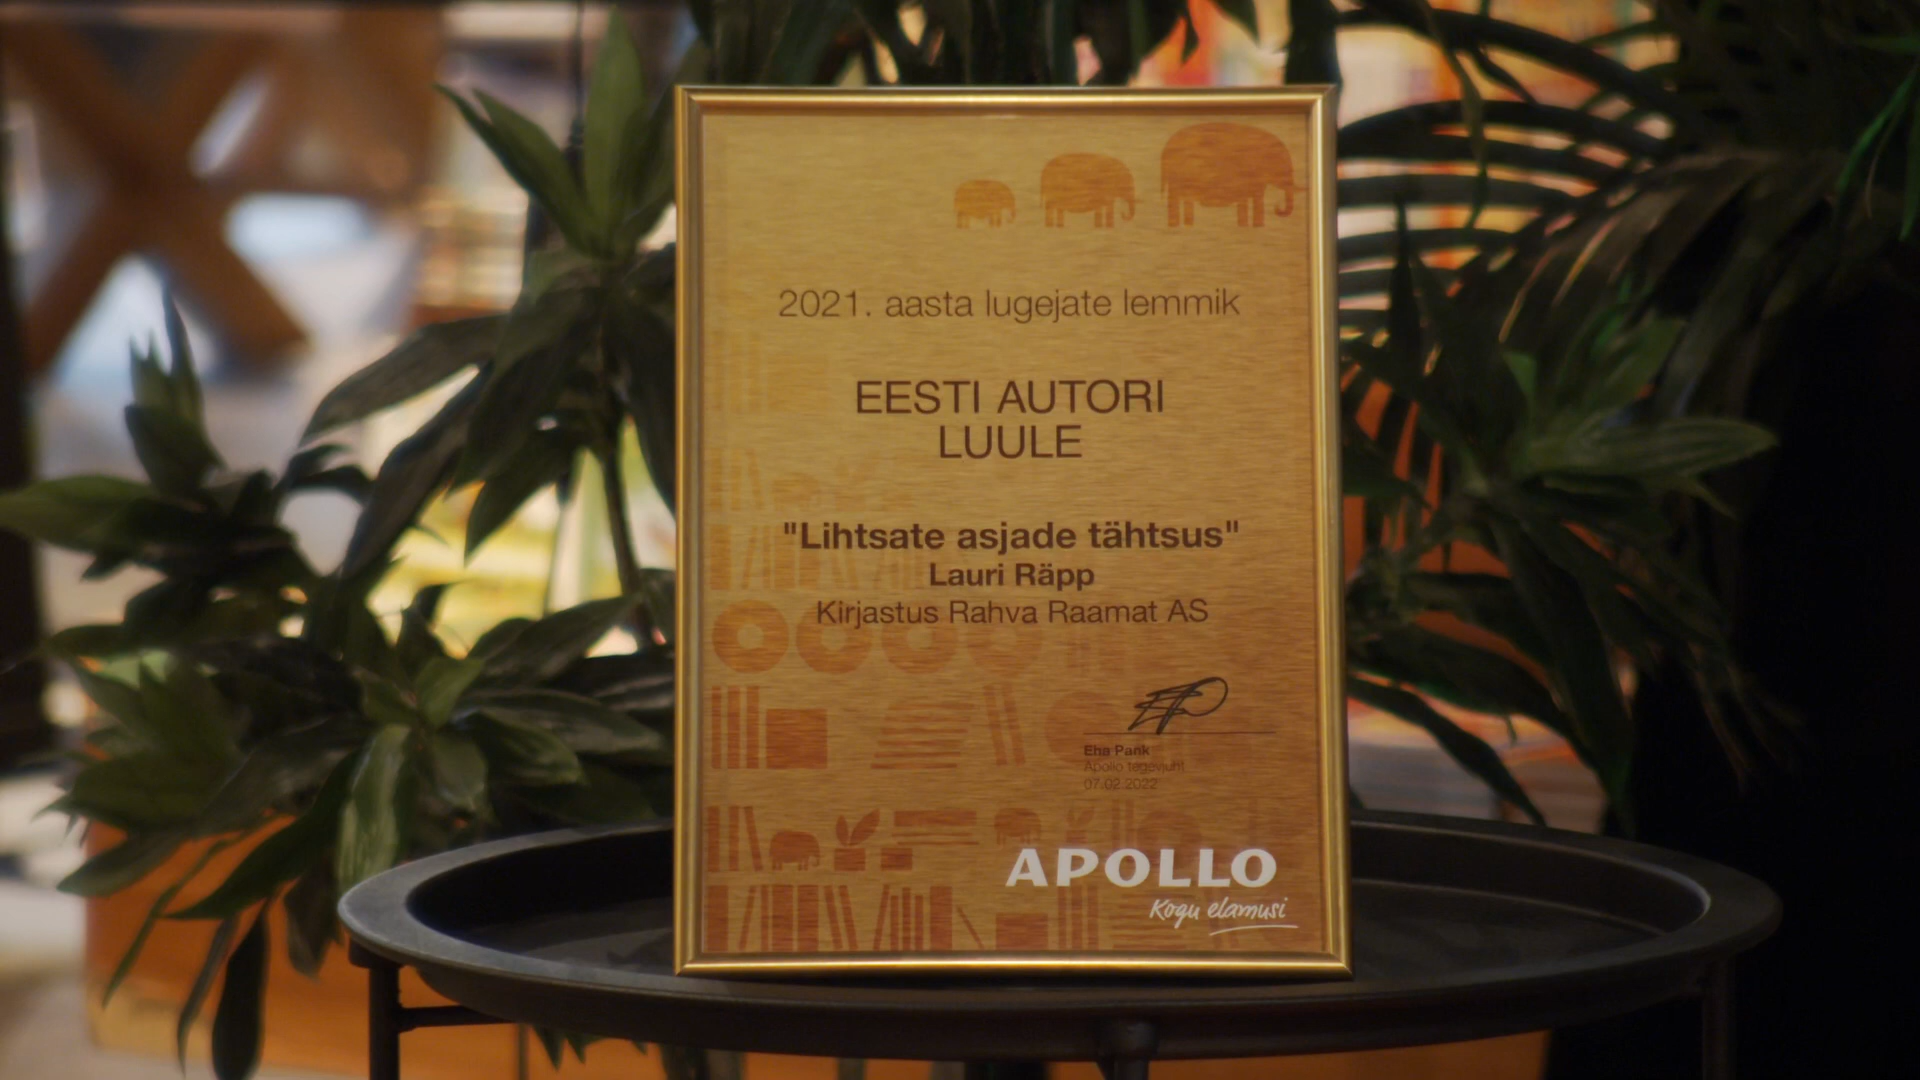 2021. aasta lugejate lemmik
EESTI AUTORI
LUULE
"Lihtsate asjade tähtsus"
Lauri Räpp
Kirjastus Rahva Raamat AS
Eha Pank
Apollo tegevjuht
07.02.2022
APOLLO
Kogu elamusi